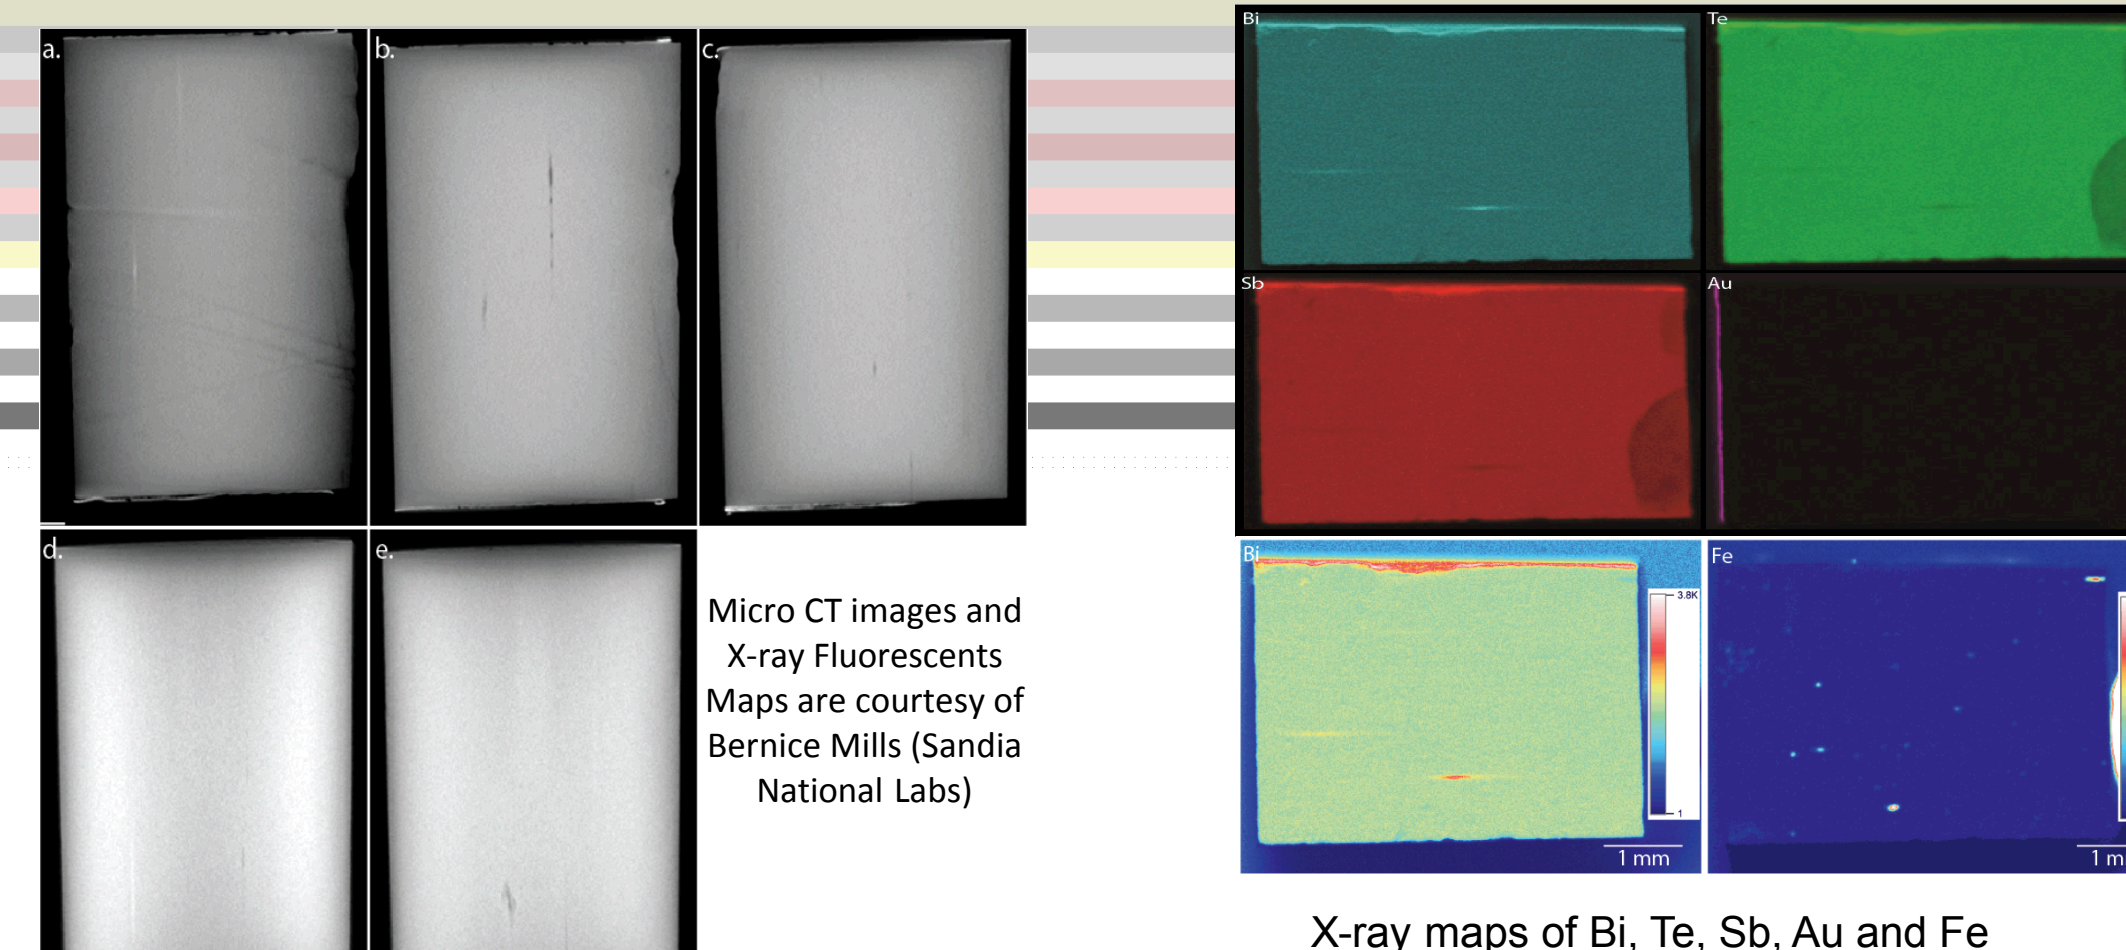 a.
b.
c.
d.
e.
Micro CT images and
X-ray Fluorescents
Maps are courtesy of
Bernice Mills (Sandia
National Labs)
Bi
Te
Sb
Au
Bi
3.8K
1
1 mm
Fe
1 m
X-ray maps of Bi, Te, Sb, Au and Fe